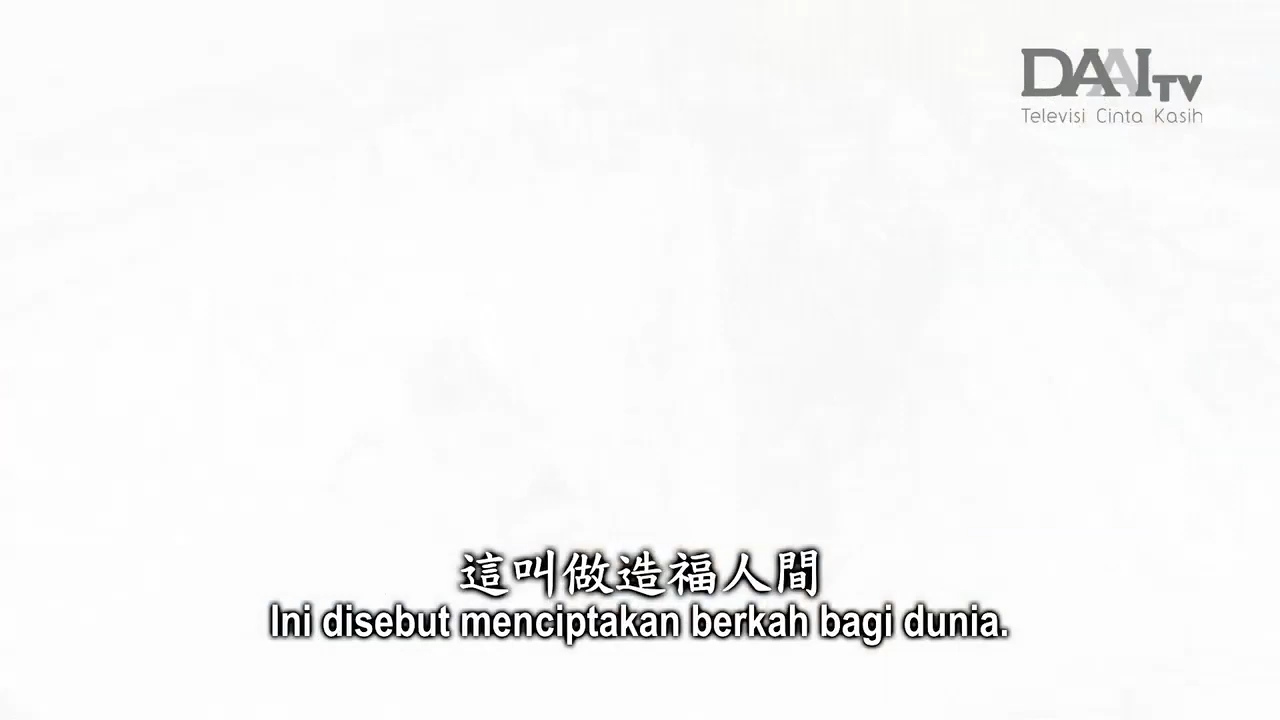 DAAI TV
Televisi Cinta Kasih
這叫做造福人間
Ini disebut menciptakan berkah bagi dunia.